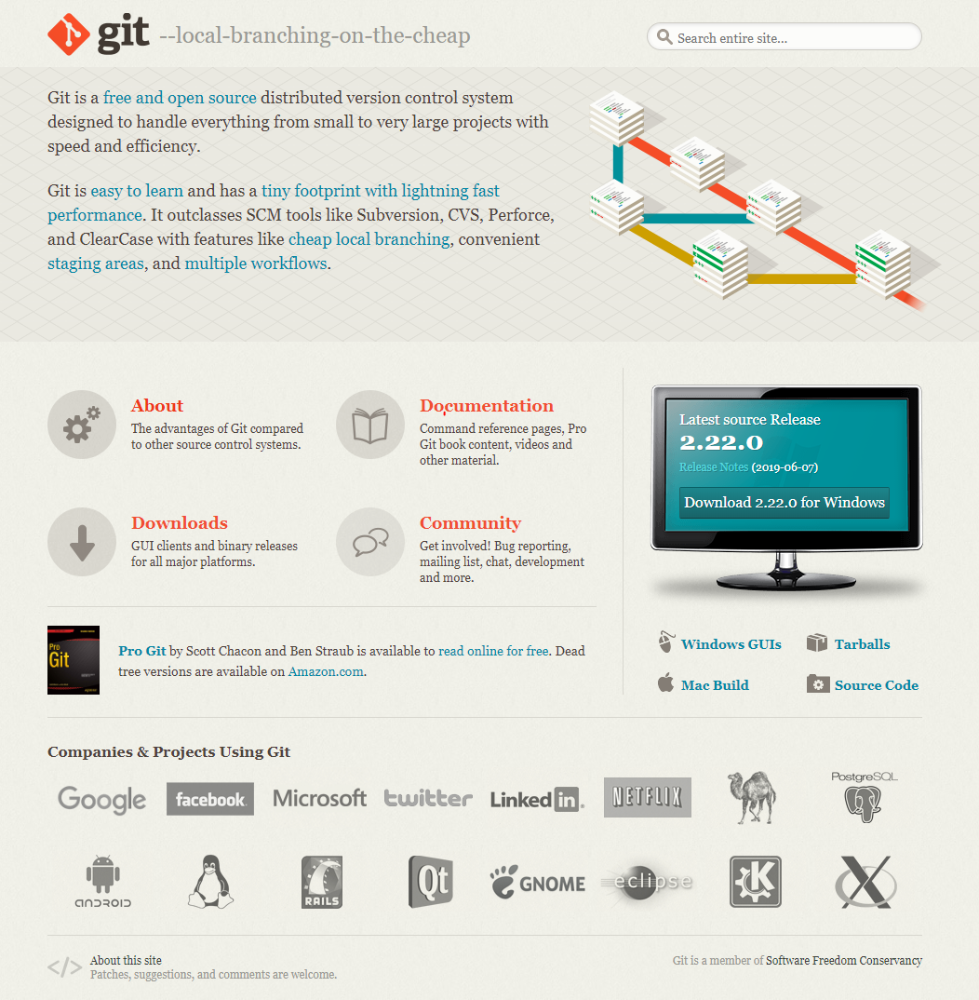 git --local-branching-on-the-cheap
Search entire site...
Git is a free and open source distributed version control system
designed to handle everything from small to very large projects with
speed and efficiency.
Git is easy to learn and has a tiny footprint with lightning fast
performance. It outclasses SCM tools like Subversion, CVS, Perforce,
and ClearCase with features like cheap local branching, convenient
staging areas, and multiple workflows.
About
The advantages of Git compared
to other source control systems.
Documentation
Command reference pages, Pro
Git book content, videos and
other material.
Downloads
GUI clients and binary releases
for all major platforms.
Community
Get involved! Bug reporting,
mailing list, chat, development
and more.
Pro
Git
Pro Git by Scott Chacon and Ben Straub is available to read online for free. Dead
tree versions are available on Amazon.com.
Latest source Release
2.22.0
Release Notes (2019-06-07)
Download 2.22.0 for Windows
Windows GUIs
Tarballs
Mac Build
Source Code
Companies & Projects Using Git
Google
facebook
Microsoft
twitter
Linked in
NETFLIX
PostgreSQL
ANDROID
RAILS
Qt
GNOME
eclipse
K
X
</> About this site
Patches, suggestions, and comments are welcome.
Git is a member of Software Freedom Conservancy